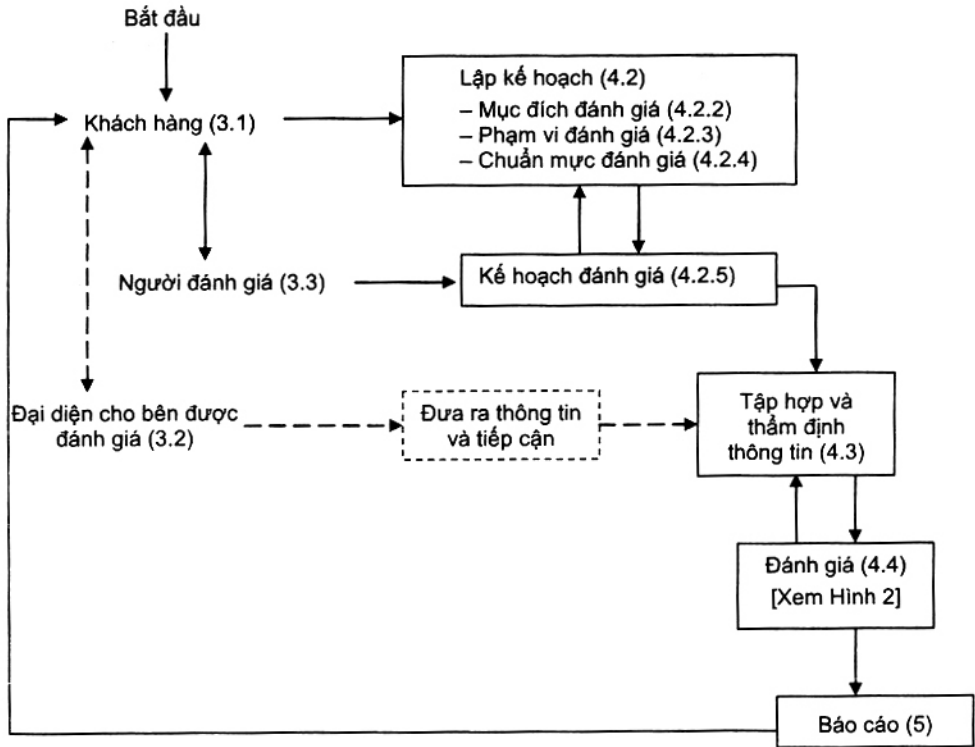 Bắt đầu
Khách hàng (3.1)
Lập kế hoạch (4.2)
– Mục đích đánh giá (4.2.2)
– Phạm vi đánh giá (4.2.3)
– Chuẩn mực đánh giá (4.2.4)
Người đánh giá (3.3)
Kế hoạch đánh giá (4.2.5)
Đại diện cho bên được
đánh giá (3.2)
Đưa ra thông tin
và tiếp cận
Tập hợp và
thẩm định
thông tin (4.3)
Đánh giá (4.4)
[Xem Hình 2]
Báo cáo (5)